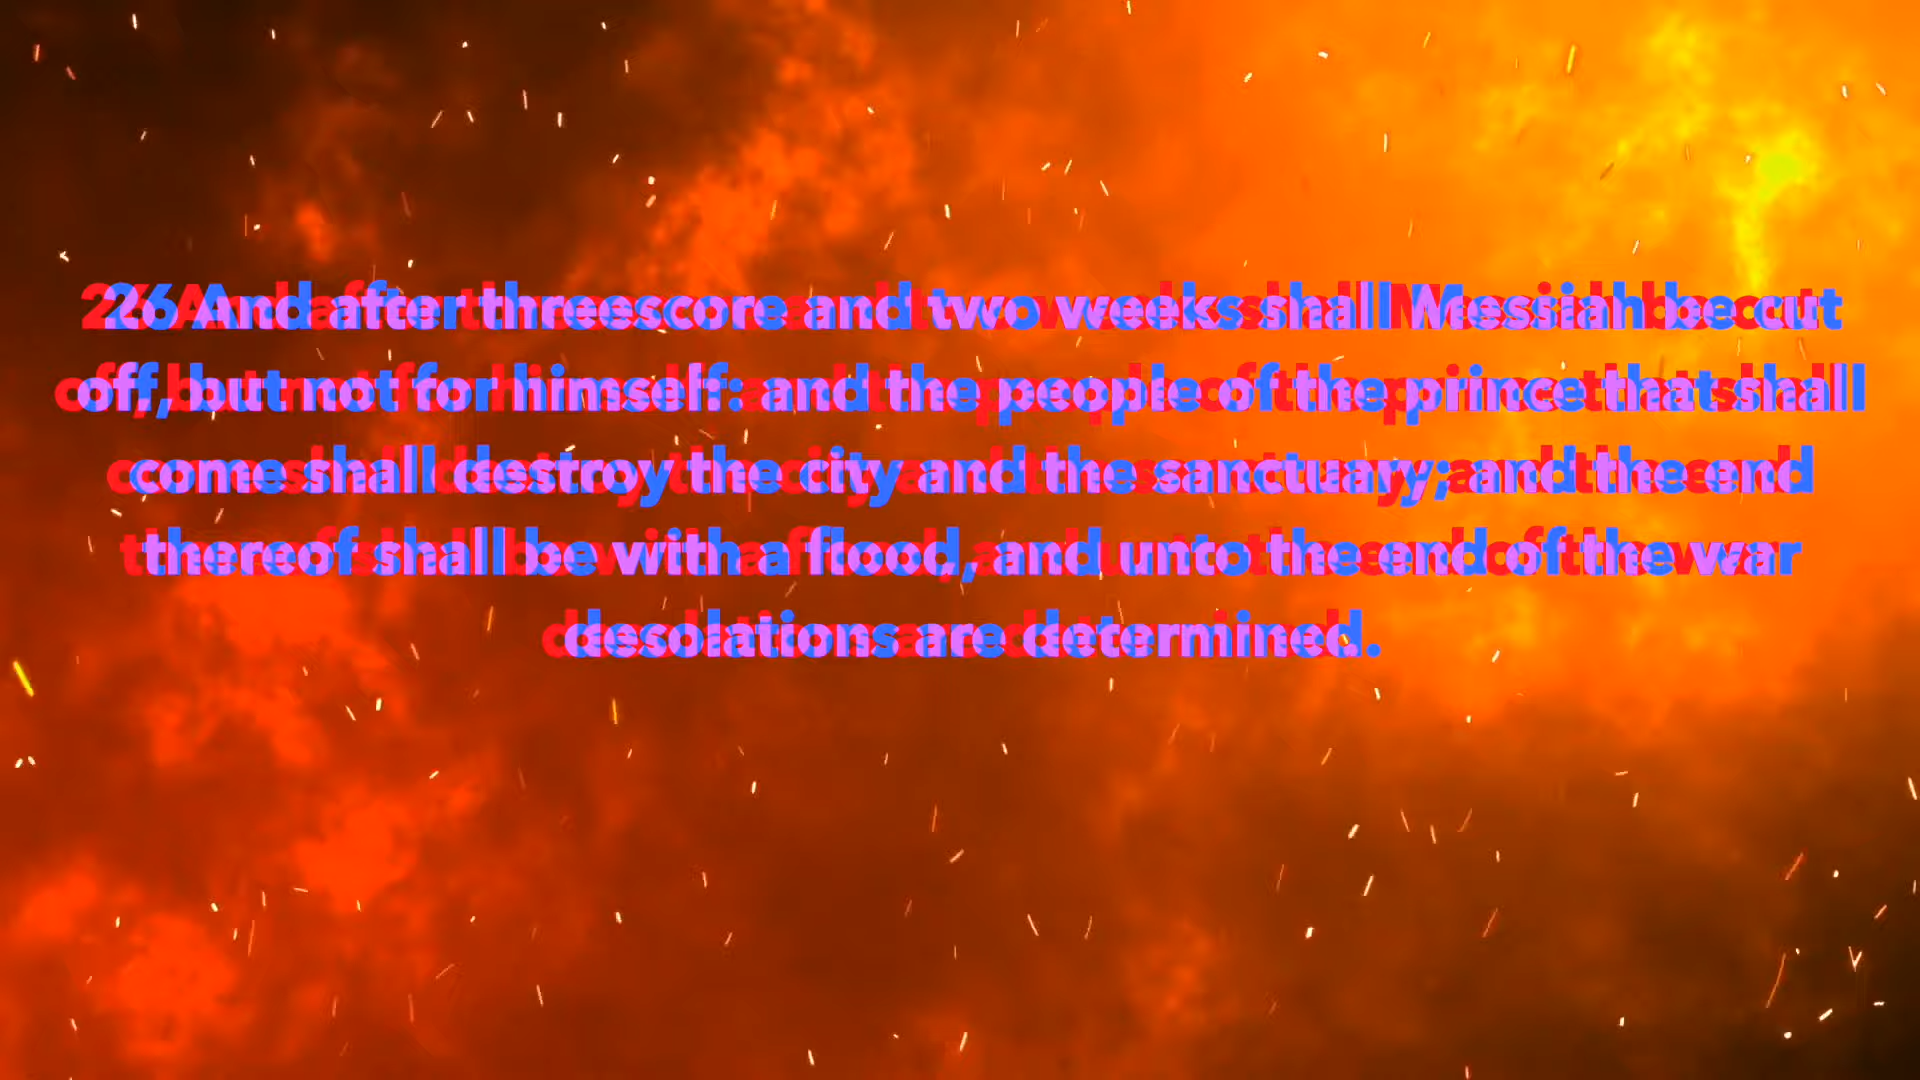 26 And after threescore and two weeks shall Messiah be cut
off, but not for himself: and the people of the prince that shall
come shall destroy the city and the sanctuary; and the end
thereof shall be with a flood, and unto the end of the war
desolations are determined.